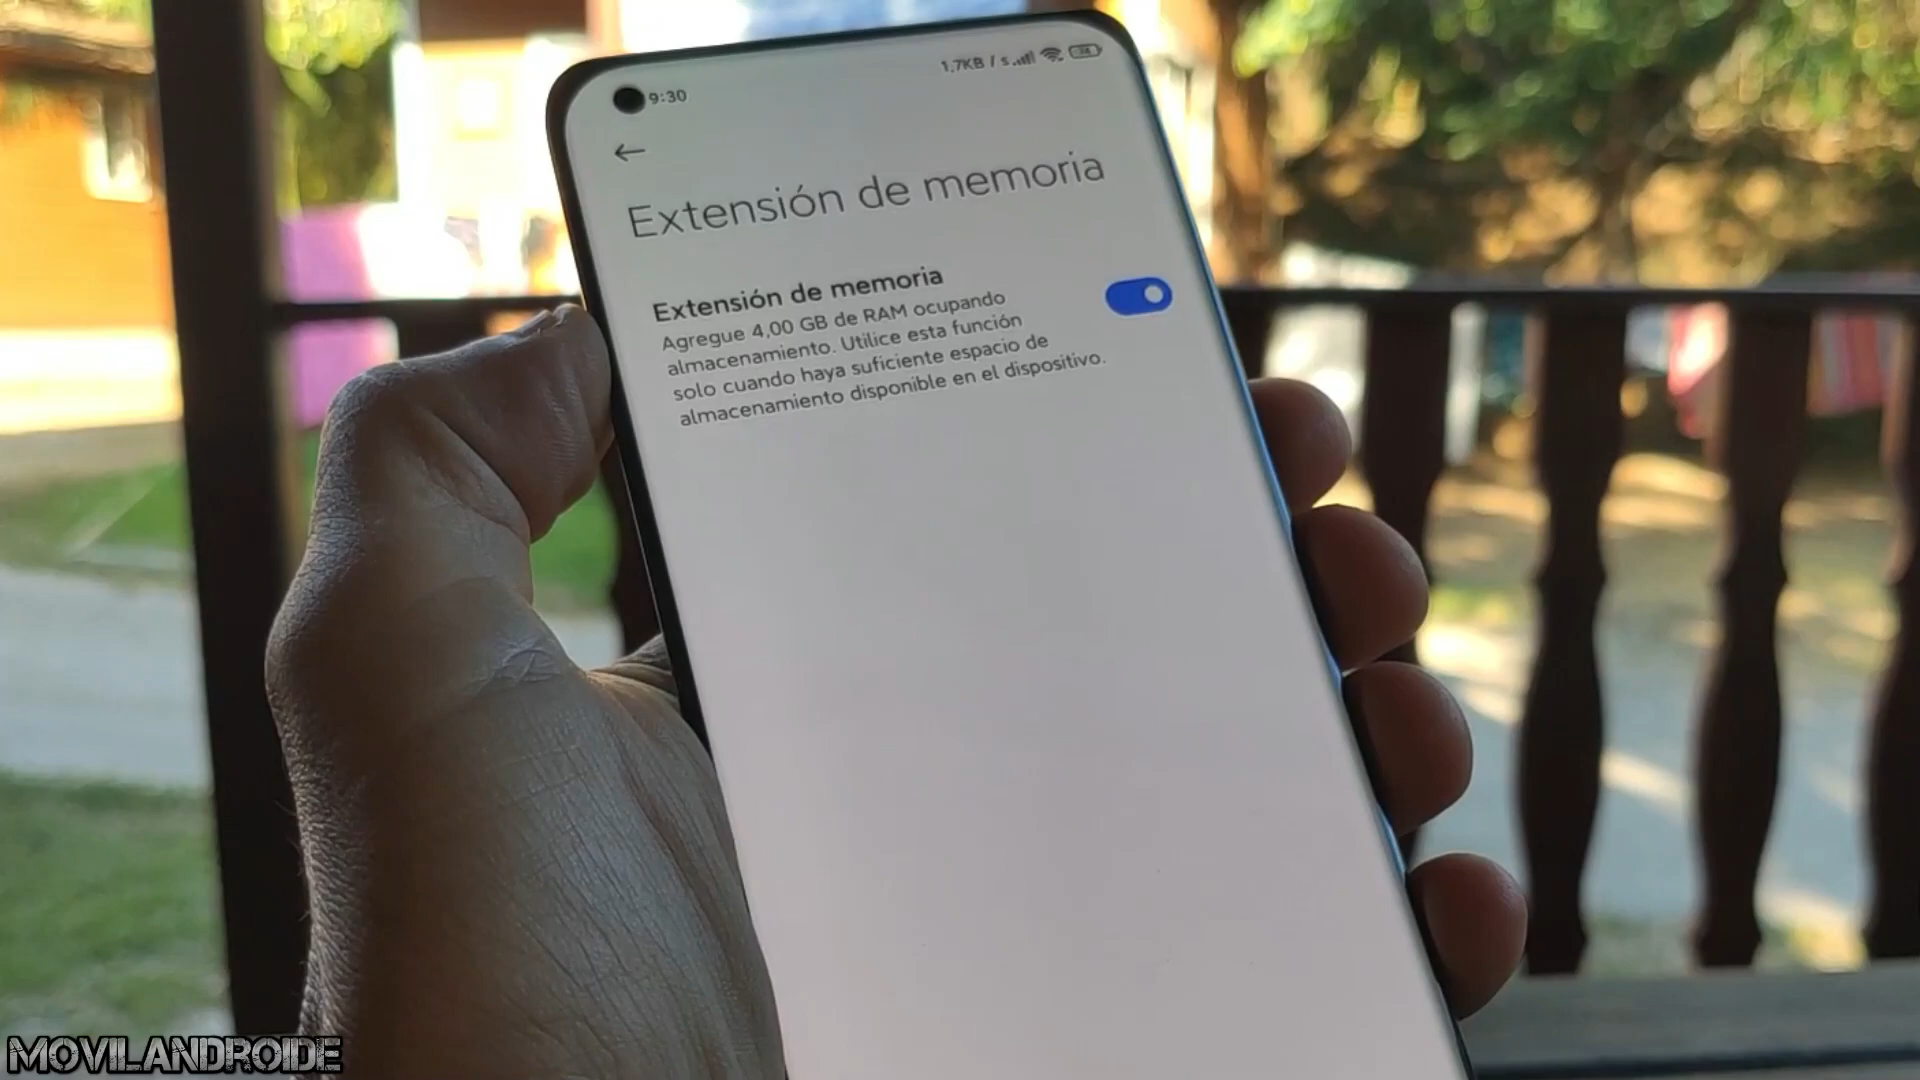 1,7KB / s
9:30
Extensión de memoria
Extensión de memoria
Agregue 4,00 GB de RAM ocupando
almacenamiento. Utilice esta función
solo cuando haya suficiente espacio de
almacenamiento disponible en el dispositivo.
MOVILANDROIDE